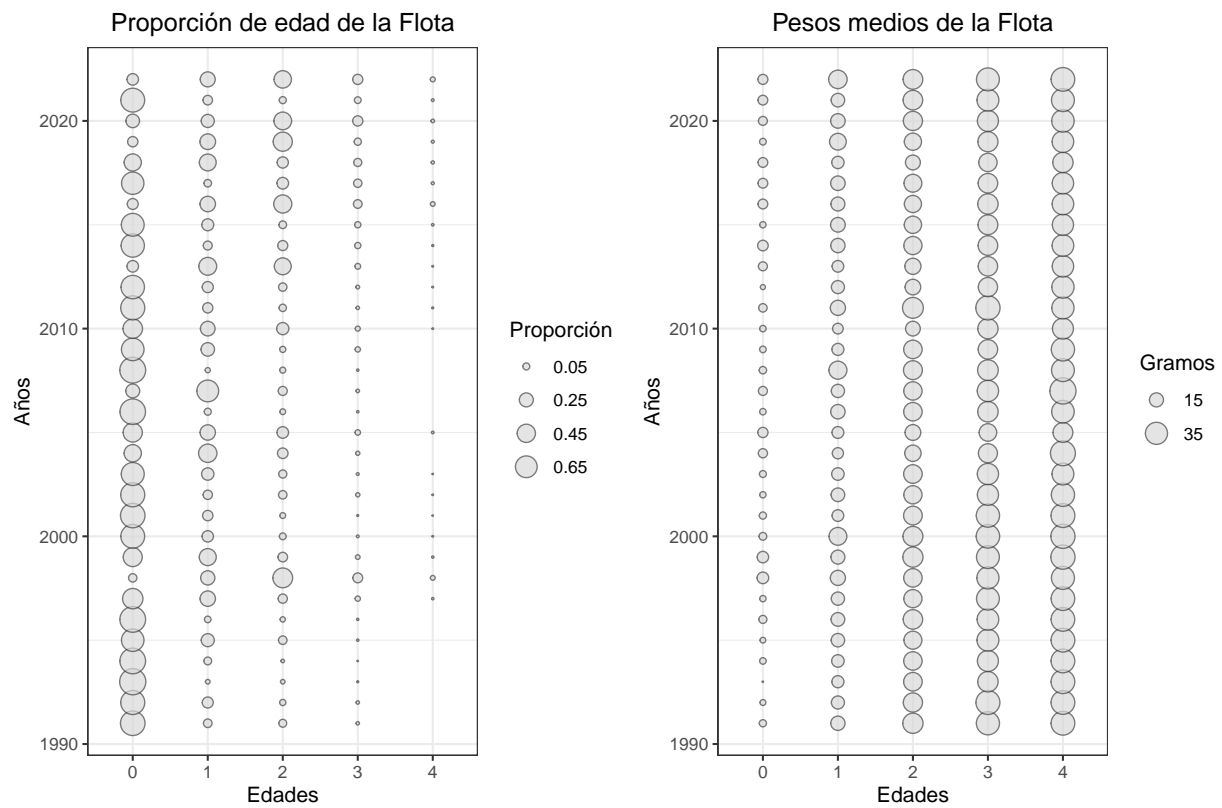 Proporción de edad de la Flota
2020
2010
2000
1990
Años
0 1 2 3 4
Edades
Proporción
0.05
0.25
0.45
0.65
Pesos medios de la Flota
2020
2010
2000
1990
Años
0 1 2 3 4
Edades
Gramos
15
35